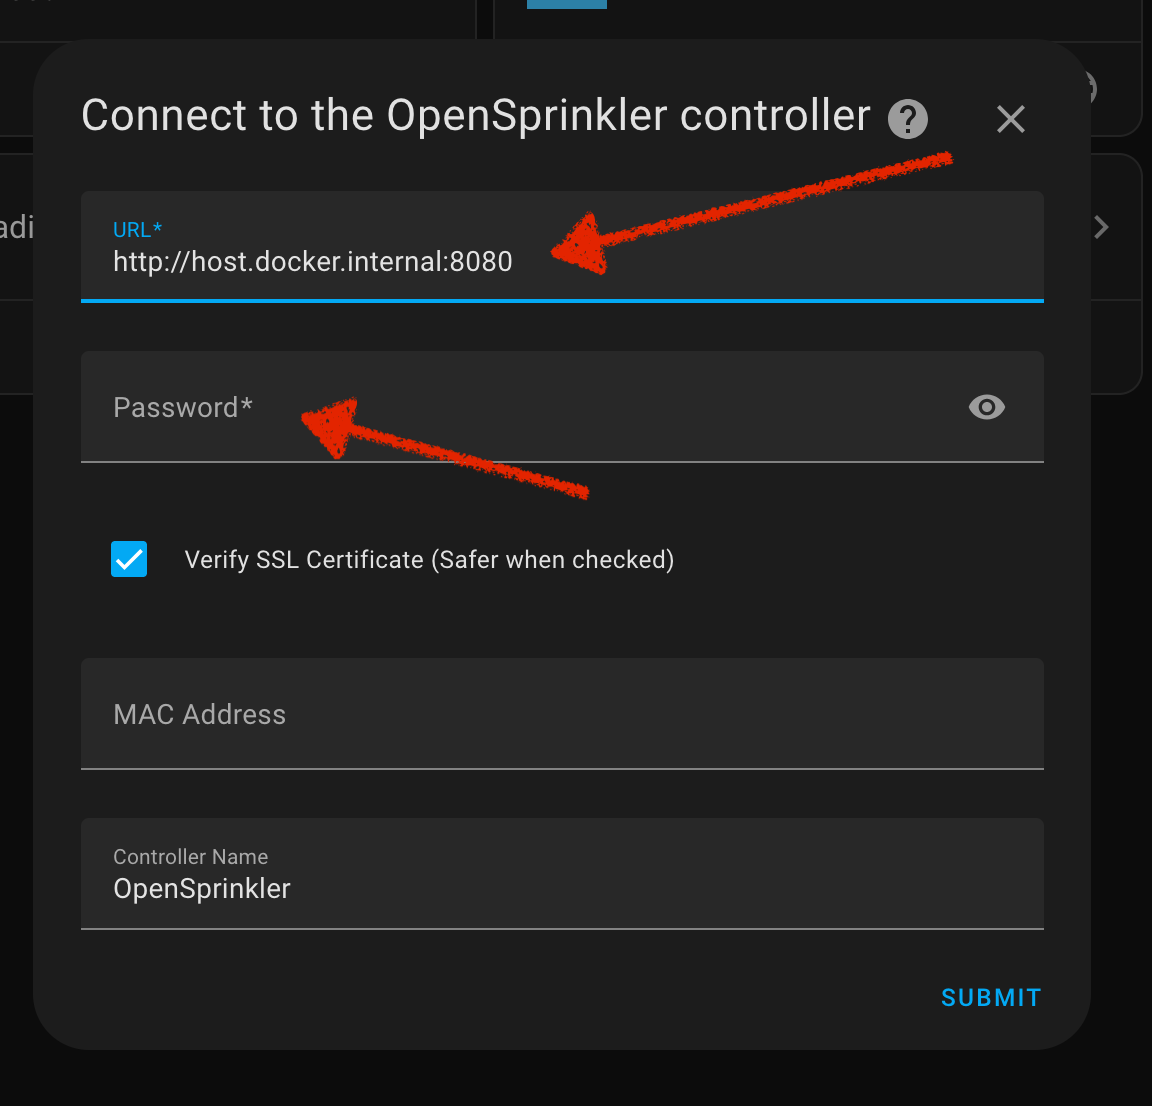 Connect to the OpenSprinkler controller
adi
URL*
http://host.docker.internal:8080
Password*
Verify SSL Certificate (Safer when checked)
MAC Address
Controller Name
OpenSprinkler
SUBMIT